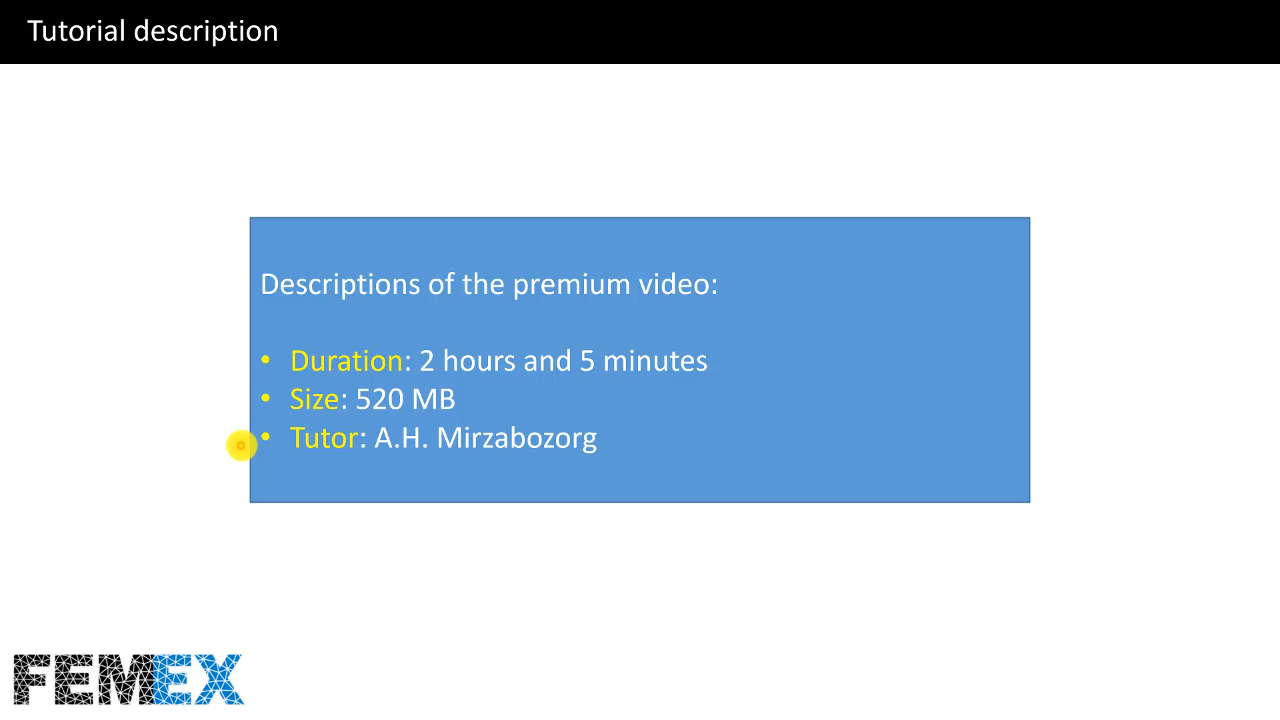 Tutorial description
Descriptions of the premium video:
• Duration: 2 hours and 5 minutes
• Size: 520 MB
• Tutor: A.H. Mirzabozorg
FEMEX